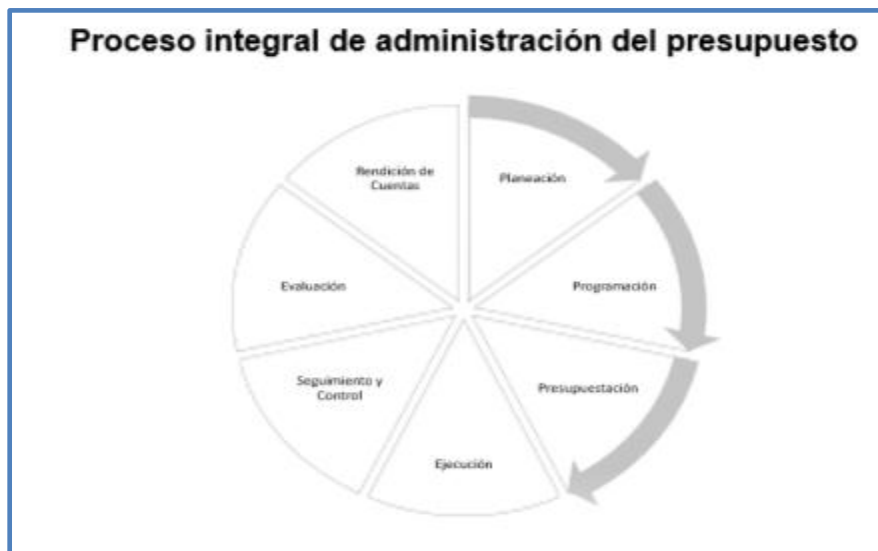 Proceso integral de administración del presupuesto
Rendición de
Cuentas
Planeación
Evaluación
Programación
Seguimiento y
Control
Presupuestación
Ejecución